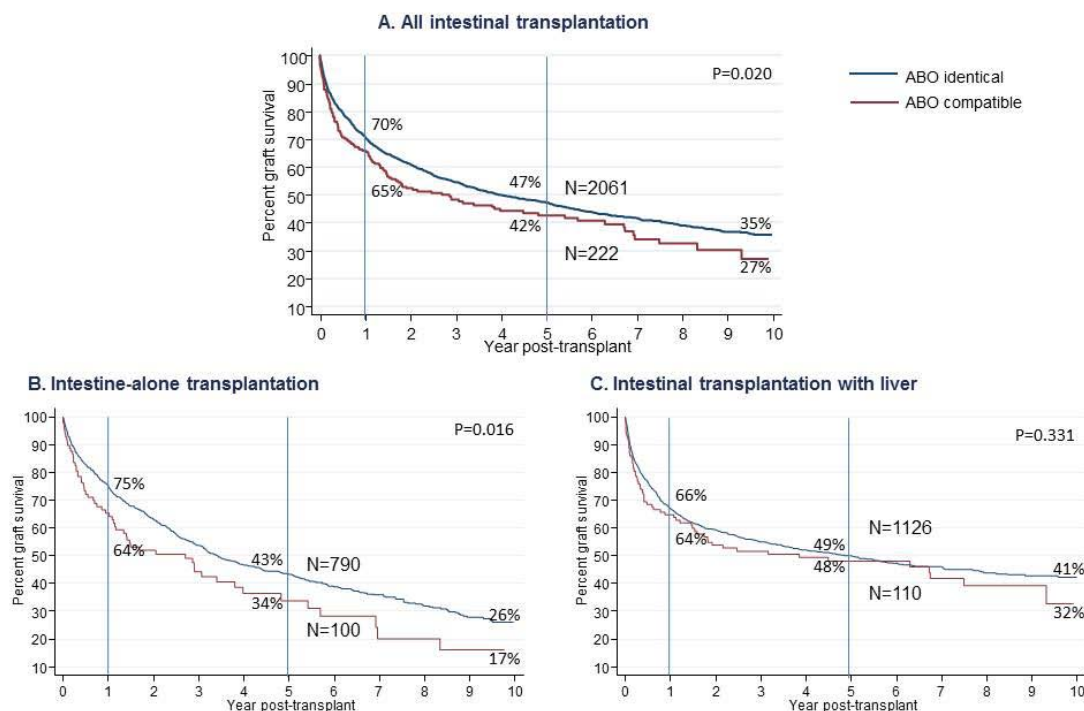 A. All intestinal transplantation
P=0.020
ABO identical
ABO compatible
Percent graft survival
100
90
80
70
60
50
40
30
20
10
70%
65%
47%
42%
N=2061
N=222
35%
27%
0 1 2 3 4 5 6 7 8 9 10
Year post-transplant
B. Intestine-alone transplantation
P=0.016
Percent graft survival
100
90
80
70
60
50
40
30
20
10
75%
64%
43%
34%
N=790
N=100
26%
17%
0 1 2 3 4 5 6 7 8 9 10
Year post-transplant
C. Intestinal transplantation with liver
P=0.331
Percent graft survival
100
90
80
70
60
50
40
30
20
10
66%
64%
49%
48%
N=1126
N=110
41%
32%
0 1 2 3 4 5 6 7 8 9 10
Year post-transplant